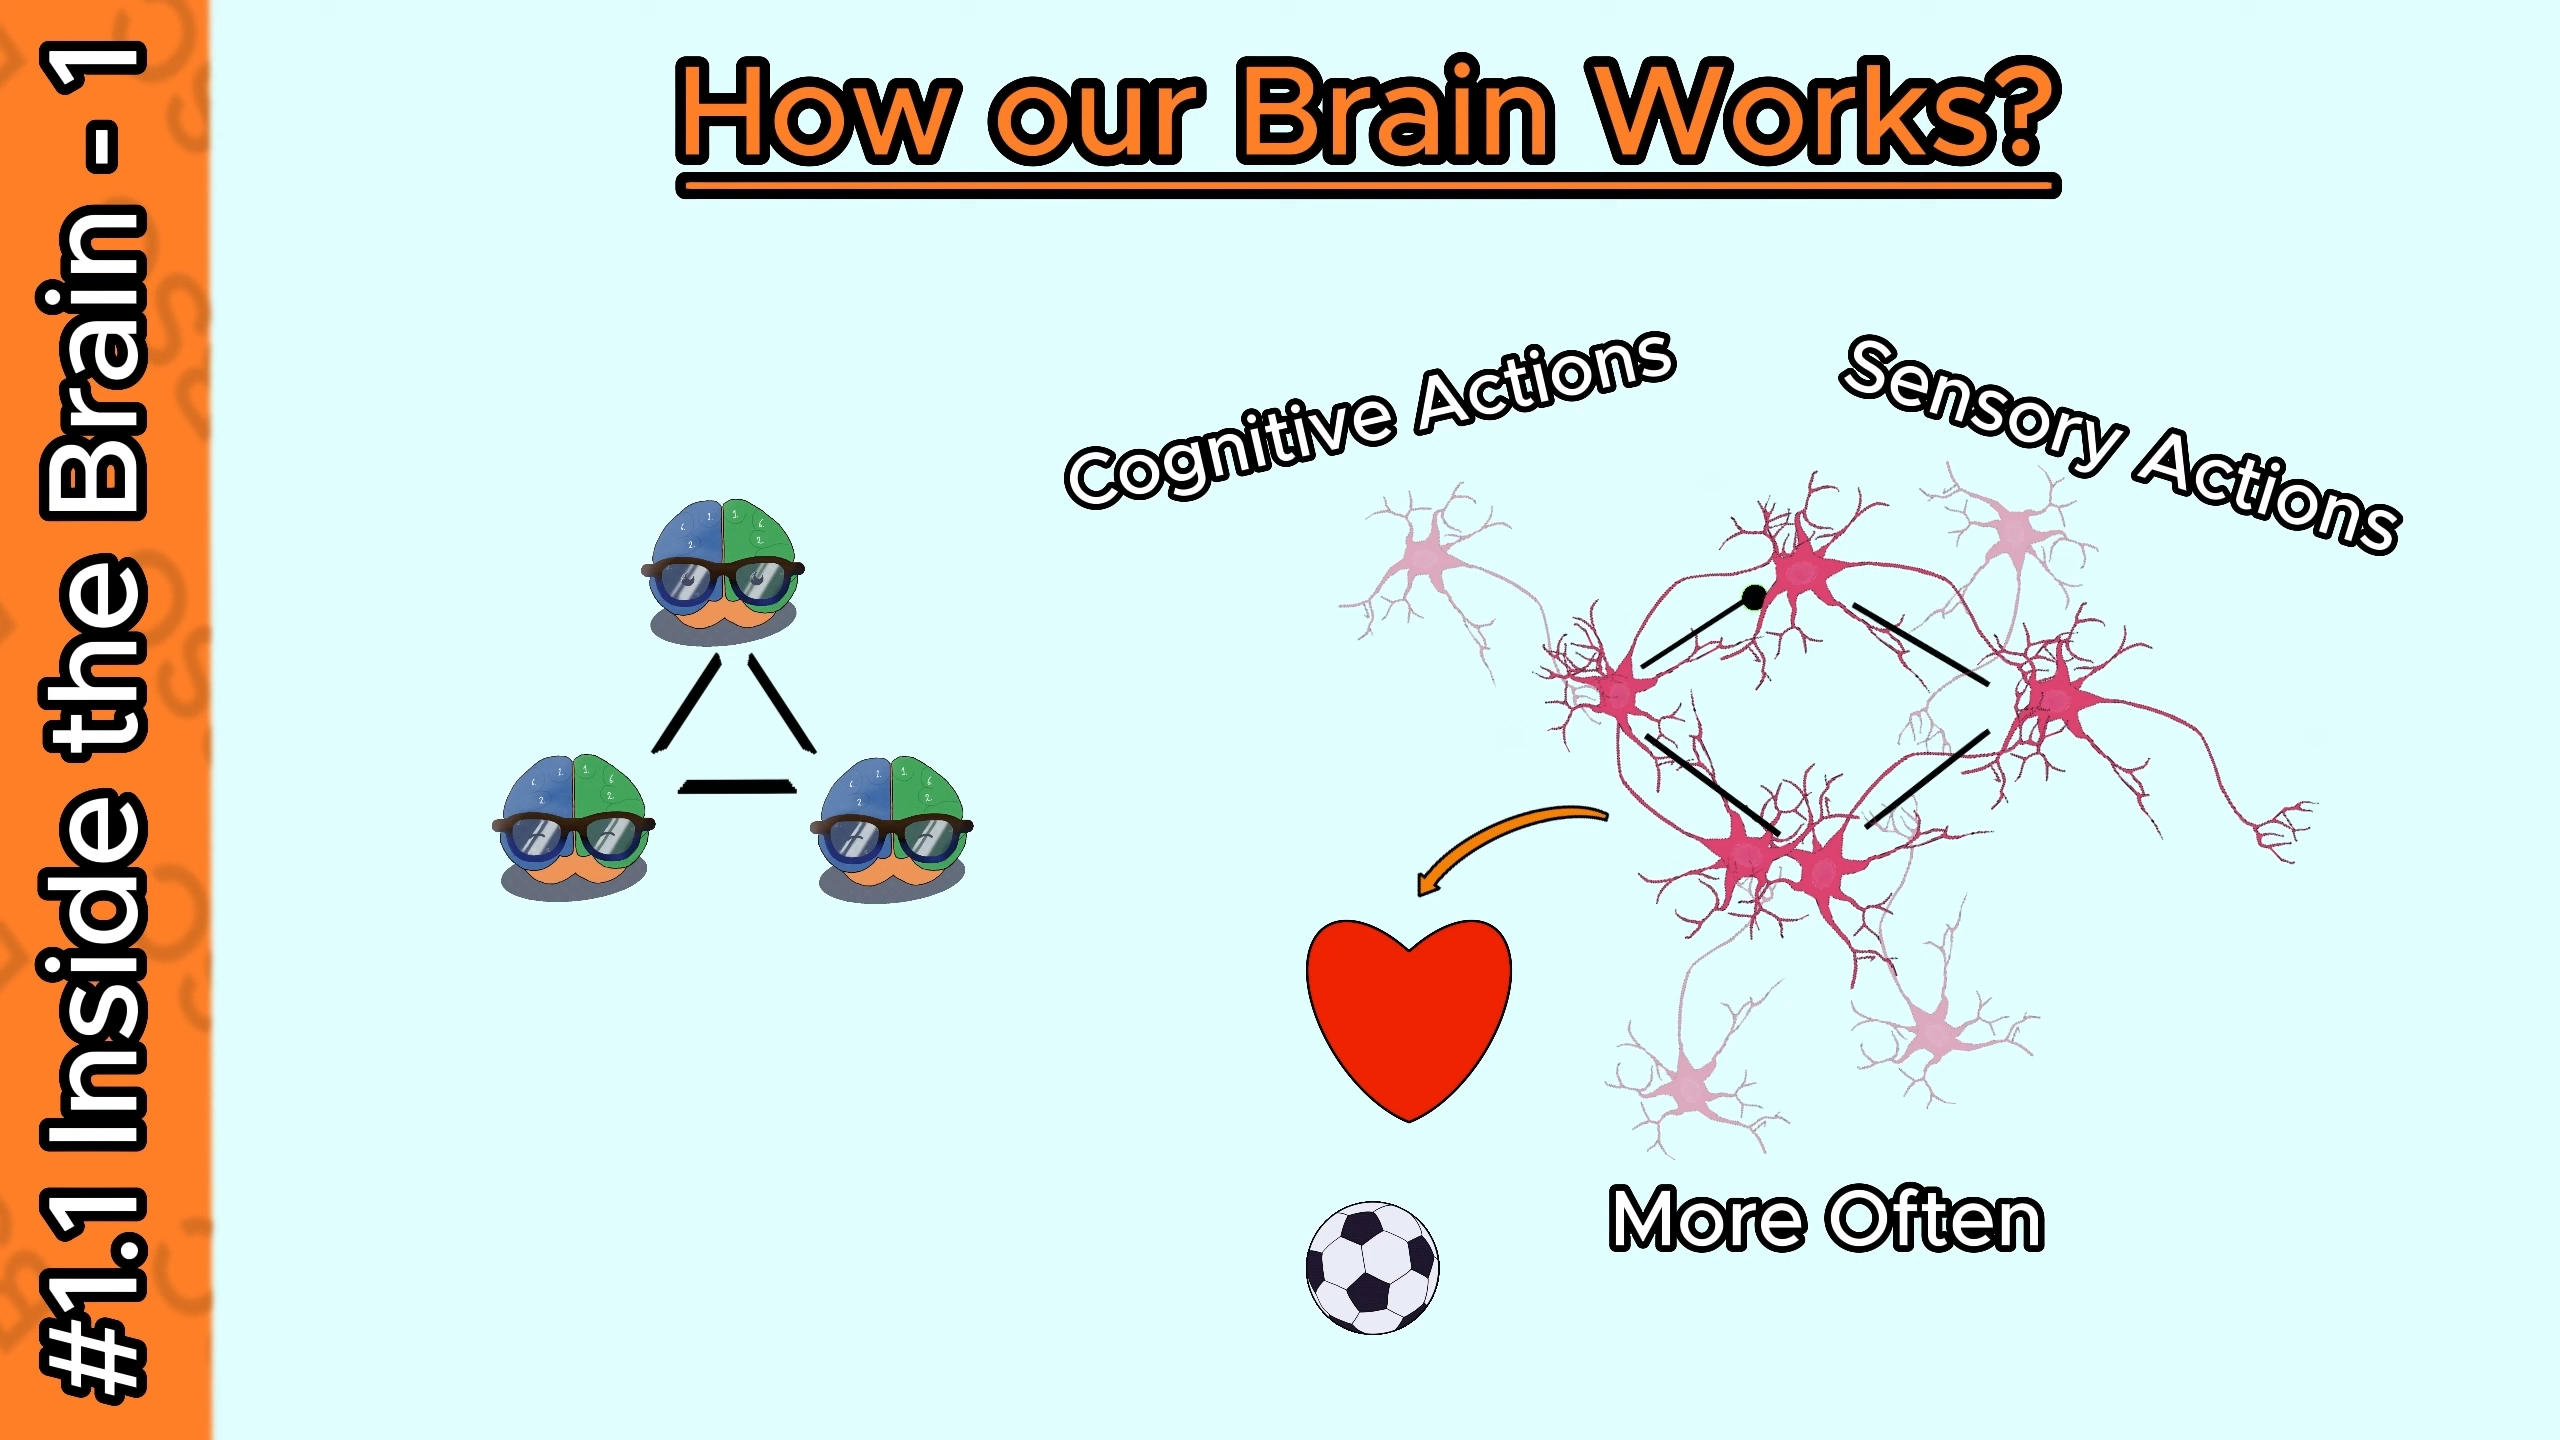 #1.1 Inside the Brain - 1
How our Brain Works?
Cognitive Actions
Sensory Actions
More Often